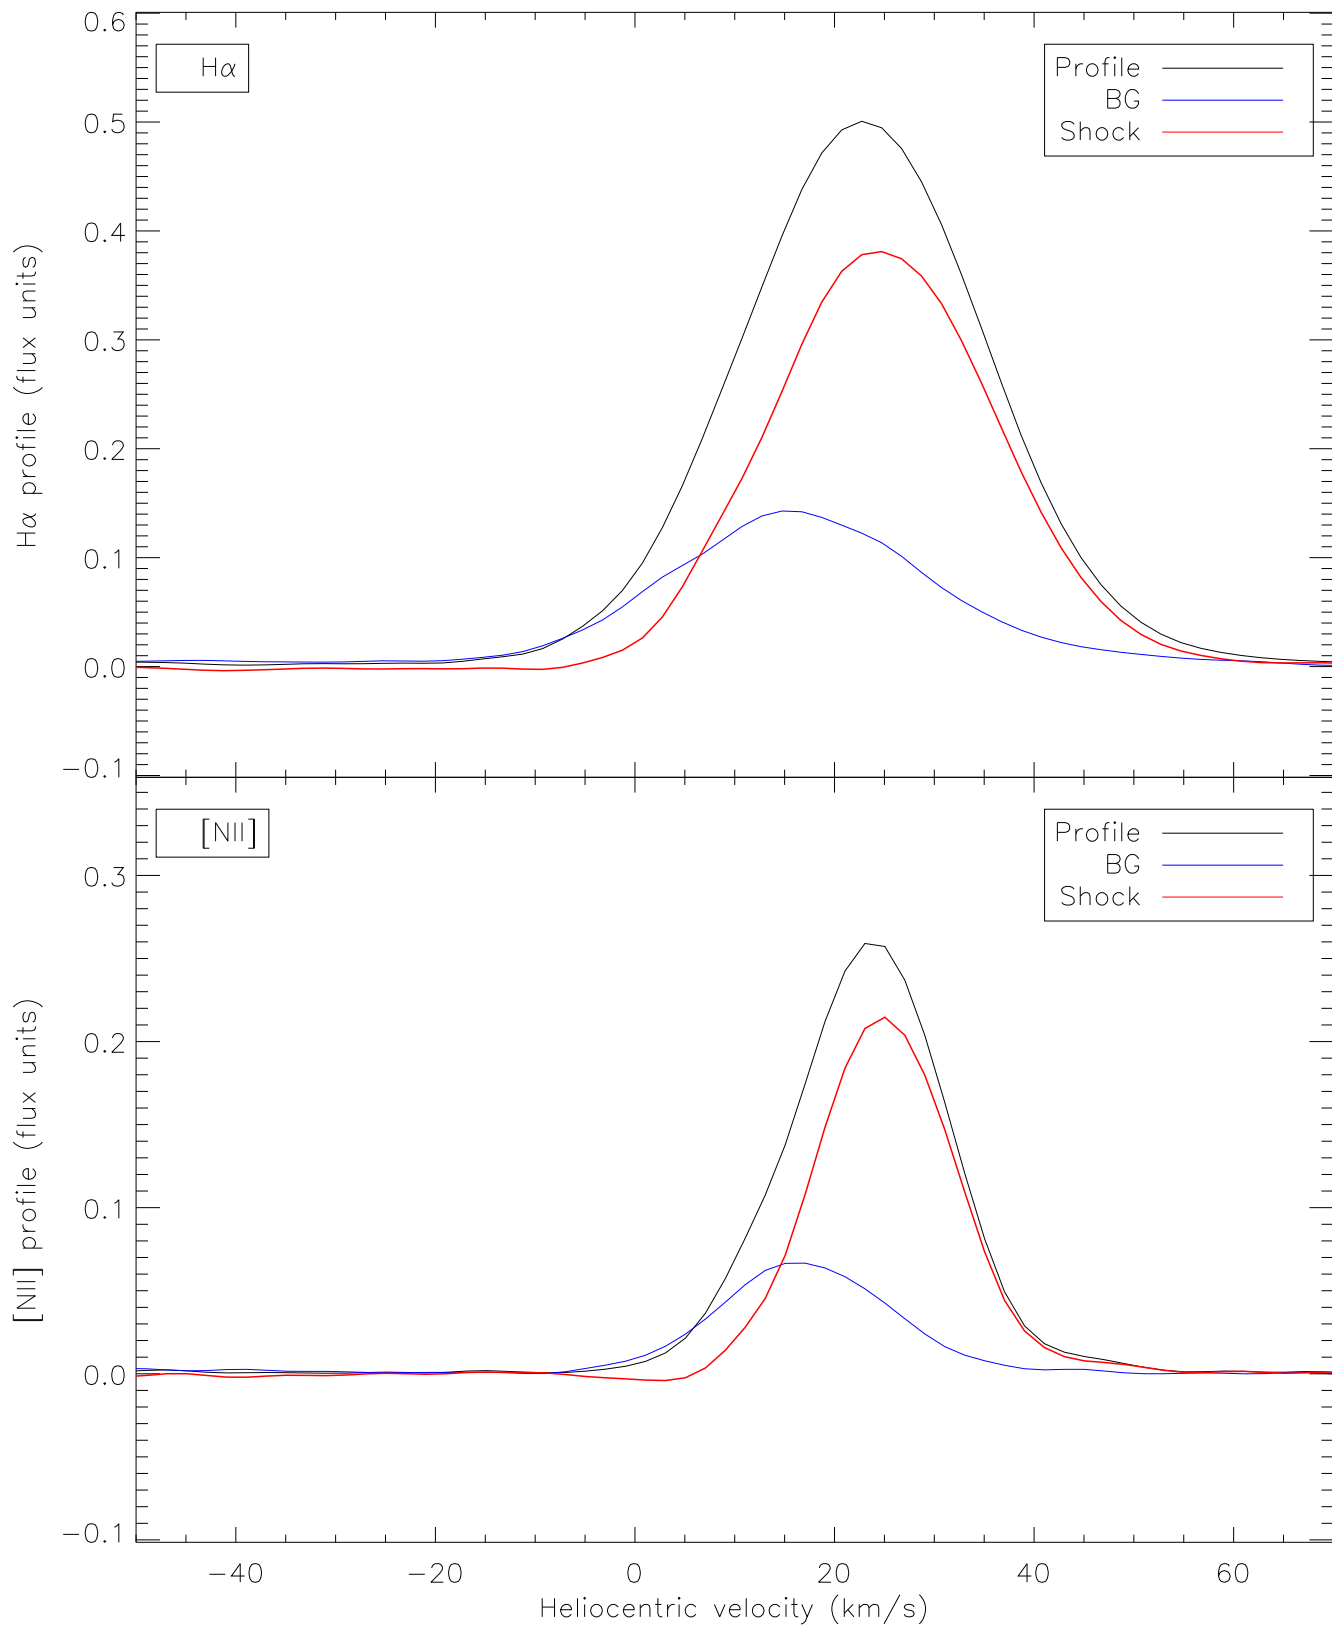 Hα
Profile
BG
Shock
0.6
0.5
0.4
0.3
0.2
0.1
0.0
−0.1
Hα profile (flux units)
[NII]
Profile
BG
Shock
0.3
0.2
0.1
0.0
−0.1
[NII] profile (flux units)
−40 −20 0 20 40 60
Heliocentric velocity (km/s)